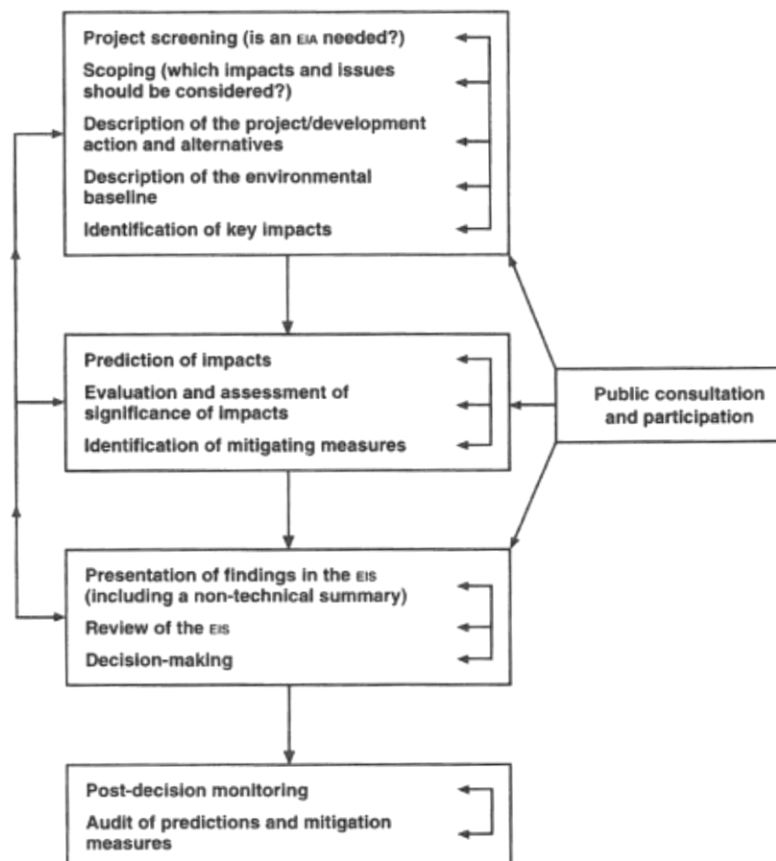 Project screening (is an EIA needed?)
Scoping (which impacts and issues
should be considered?)
Description of the project/development
action and alternatives
Description of the environmental
baseline
Identification of key impacts
Prediction of impacts
Evaluation and assessment of
significance of impacts
Identification of mitigating measures
Public consultation
and participation
Presentation of findings in the EIS
(including a non-technical summary)
Review of the EIS
Decision-making
Post-decision monitoring
Audit of predictions and mitigation
measures